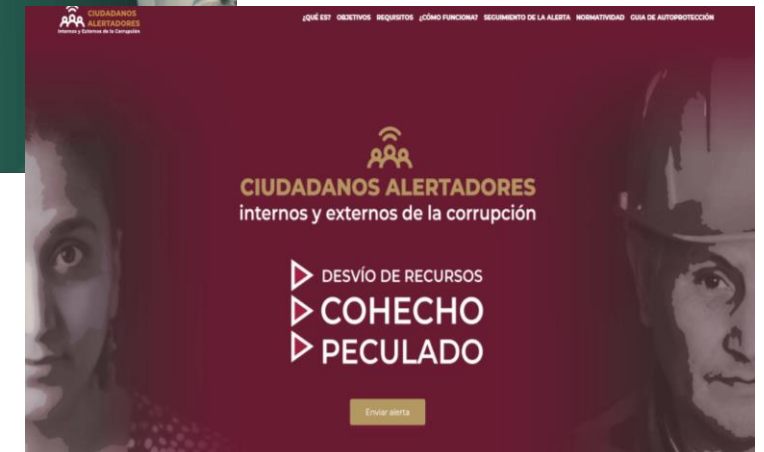 CIUDADANOS
ALERTADORES
Internos y Externos de la Corrupción
¿QUÉ ES? OBJETIVOS REQUISITOS ¿CÓMO FUNCIONA? SEGUIMIENTO DE LA ALERTA NORMATIVIDAD GUIA DE AUTOPROTECCIÓN
CIUDADANOS ALERTADORES
internos y externos de la corrupción
DESVÍO DE RECURSOS
COHECHO
PECULADO
Enviar alerta